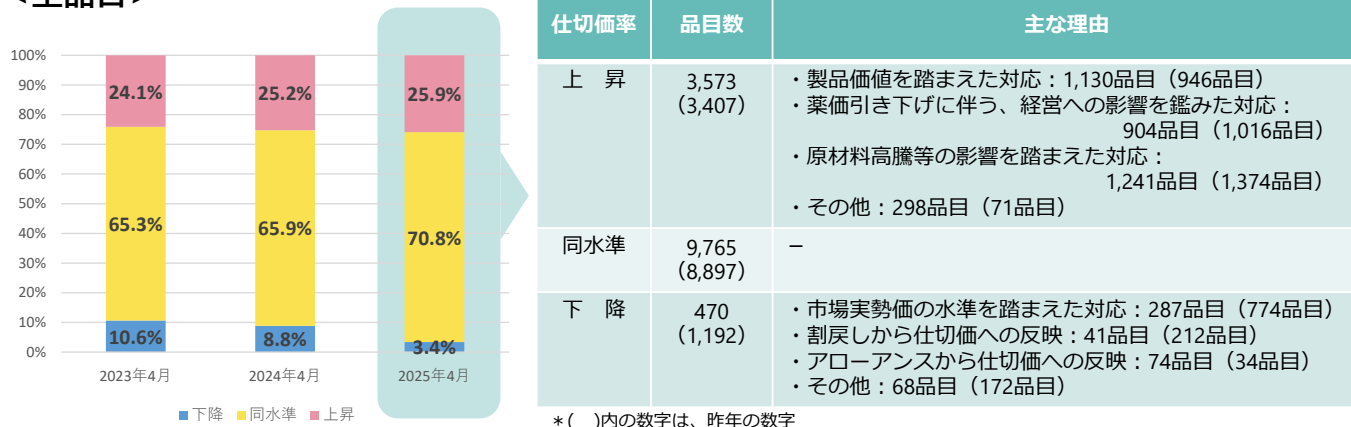 100%
90%
80%
70%
60%
50%
40%
30%
20%
10%
0%
24.1%
25.2%
25.9%
65.3%
65.9%
70.8%
10.6%
8.8%
3.4%
2023年4月
2024年4月
2025年4月
■下降 ■同水準 ■上昇
仕切価率 品目数 主な理由
上 昇 3,573
(3,407)
・製品価値を踏まえた対応：1,130品目（946品目）
・薬価引き下げに伴う、経営への影響を鑑みた対応：
904品目（1,016品目）
・原材料高騰等の影響を踏まえた対応：
1,241品目（1,374品目）
・その他：298品目（71品目）
同水準 9,765
(8,897)
－
下 降 470
(1,192)
・市場実勢価の水準を踏まえた対応：287品目（774品目）
・割戻しから仕切価への反映：41品目（212品目）
・アローアンスから仕切価への反映：74品目（34品目）
・その他：68品目（172品目）
＊( )内の数字は、昨年の数字